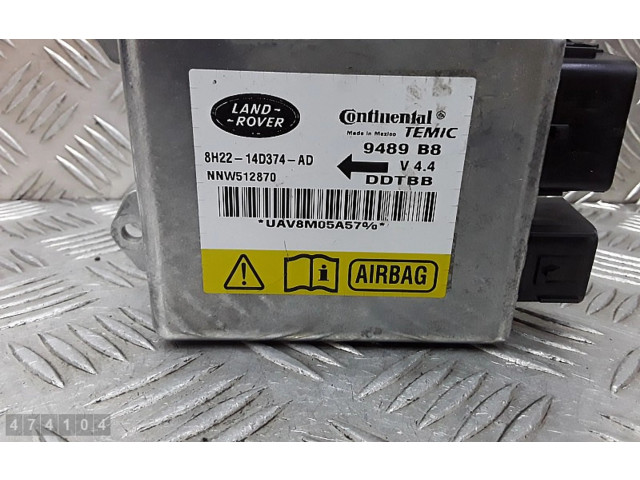 LAND-
~ROVER
Continental
Made in Mexico TEMIC
9489 B8
8H22-14D374-AD
V 4.4
NNW512870
DDTBB
*UAV8M05A57%*
i AIRBAG
474104